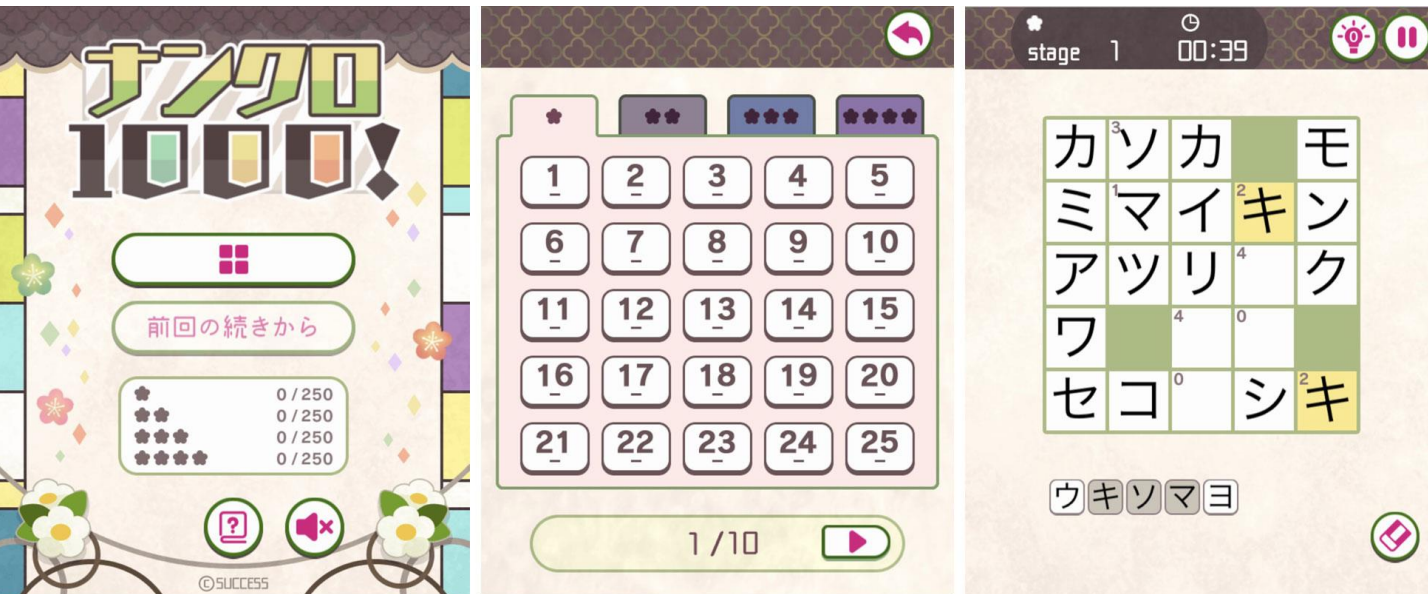 ナンクロ
1000!
前回の続きから
0/250
0/250
0/250
0/250
?
©SUCCESS
1 2 3 4 5
6 7 8 9 10
11 12 13 14 15
16 17 18 19 20
21 22 23 24 25
1/10
stage 1 00:39
0
カ 3 ソ カ モ
ミ 1 マ イ 2 キ ン
ア ツ リ 4 ク
ワ 4 0
セ コ 0 シ 2 キ
ウ キ ソ マ ヨ